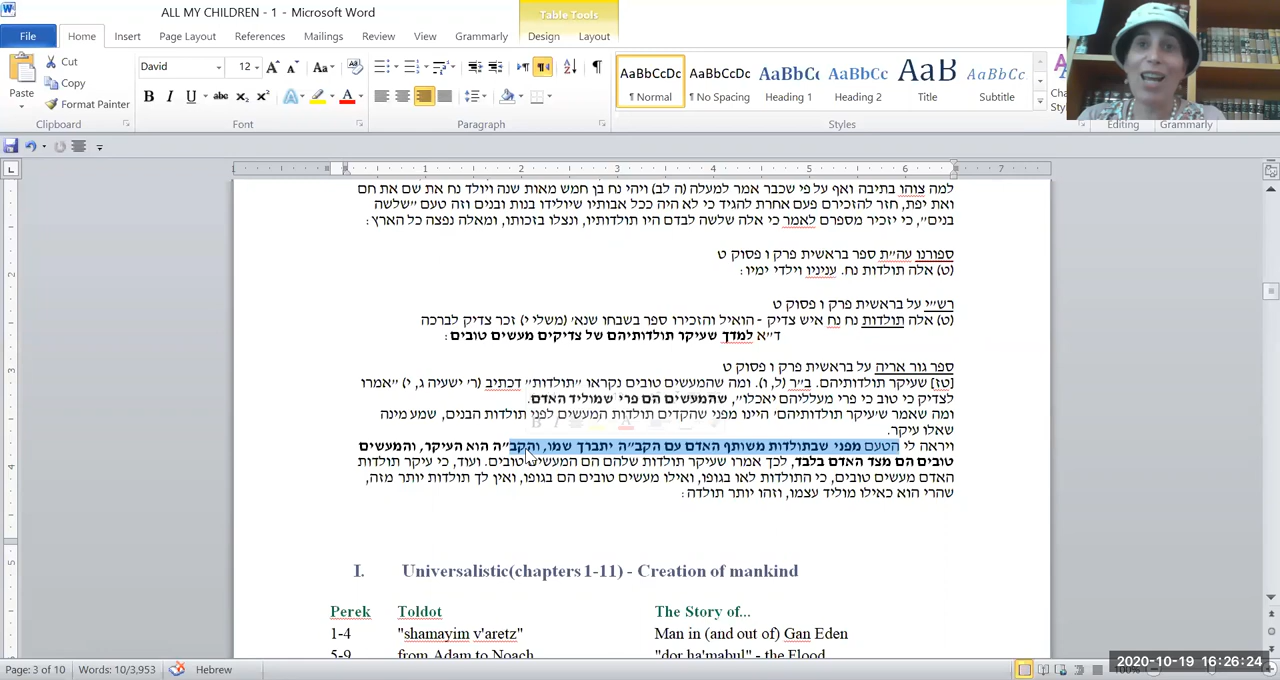 ALL MY CHILDREN - 1 - Microsoft Word
Table Tools
File Home Insert Page Layout References Mailings Review View Grammarly Design Layout
Cut
Copy
Format Painter
Paste
David 12
AaBbCcDc AaBbCcDc AaBbCc AaBbCc AaB AaBbCcI
¶ Normal ¶ No Spacing Heading 1 Heading 2 Title Subtitle
Clipboard Font Paragraph Styles Editing Grammarly
למה צוהו בתיבה ואף על פי שכבר אמר למעלה (ה לב) ויהי נח בן חמש מאות שנה ויולד נח את שם את חם
ואת יפת, חזר להזכירם פעם אחרת להגיד כי לא היה ככל אבותיו שיולידו בנות ובנים וזה טעם "שלשה
בנים", כי יזכיר מספרם לאמר כי אלה שלשה לבדם היו תולדותיו, ונצלו בזכותו, ומאלה נפצה כל הארץ:
ספורנו עה"ת ספר בראשית פרק ו פסוק ט
(ט) אלה תולדות נח. עניניו וילדי ימיו:
רש"י על בראשית פרק ו פסוק ט
(ט) אלה תולדות נח נח איש צדיק - הואיל והזכירו ספר בשבחו שנא' (משלי י) זכר צדיק לברכה
ד"א למדך שעיקר תולדותיהם של צדיקים מעשים טובים:
ספר גור אריה על בראשית פרק ו פסוק ט
[טז] שעיקר תולדותיהם. ב"ר (ל, ו). ומה שהמעשים טובים נקראו "תולדות" דכתיב (ר' ישעיה ג, י) "אמרו
לצדיק כי טוב כי פרי מעלליהם יאכלו", שהמעשים הם פרי שמוליד האדם.
ומה שאמר ש'עיקר תולדותיהם' היינו מפני שהקדים תולדות המעשים לפני תולדות הבנים, שמע מינה
שאלו עיקר.
ויראה לי הטעם מפני שבתולדות משותף האדם עם הקב"ה יתברך שמו, והקב"ה הוא העיקר, והמעשים
טובים הם מצד האדם בלבד, לכך אמרו שעיקר תולדות שלהם הם המעשים טובים. ועוד, כי עיקר תולדות
האדם מעשים טובים, כי התולדות לאו בגופו, ואילו מעשים טובים הם בגופו, ואין לך תולדות יותר מזה,
שהרי הוא כאילו מוליד עצמו, וזהו יותר תולדה:
I. Universalistic(chapters 1-11) - Creation of mankind
Perek Toldot The Story of...
1-4 "shamayim v'aretz" Man in (and out of) Gan Eden
5-9 from Adam to Noach "dor ha'mabul" - the Flood
Page: 3 of 10 Words: 10/3,953 Hebrew
2020-10-19 16:26:24